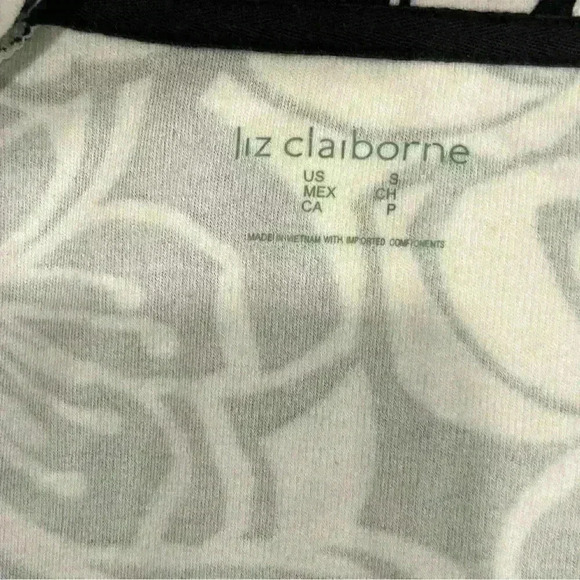 liz claiborne
US S
MEX CH
CA P
MADE IN VIETNAM WITH IMPORTED COMPONENTS